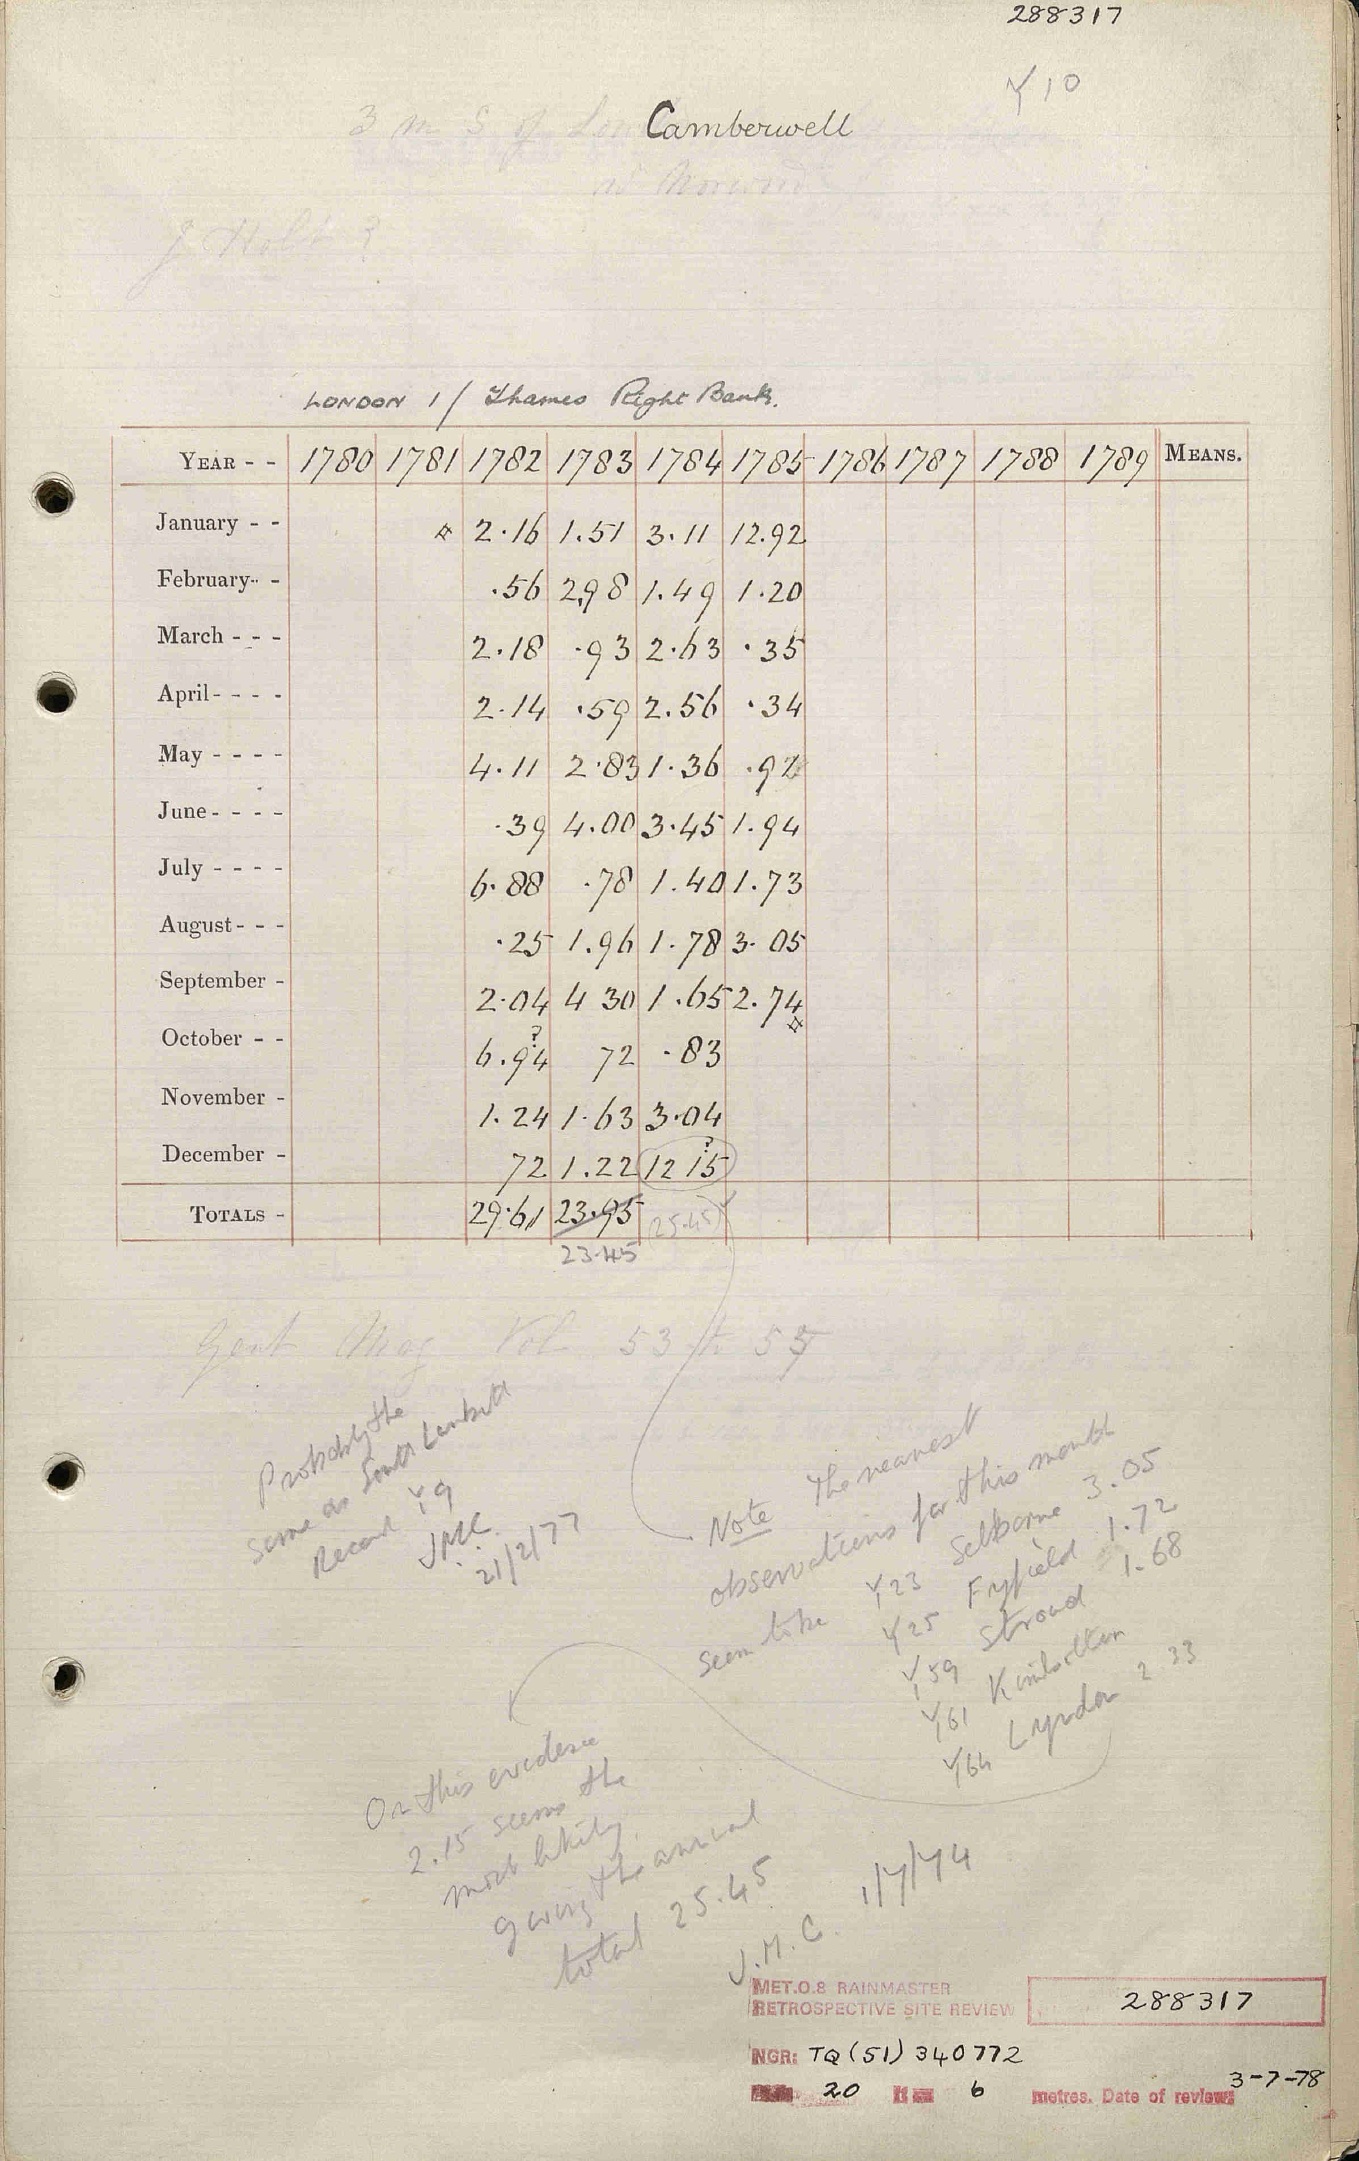 288317
Y10
3 m S of Camberwell
nr Norwood
J Holt ?
LONDON 1 / Thames Right Bank.
YEAR - - 1780 1781 1782 1783 1784 1785 1786 1787 1788 1789 MEANS.
January - - ¤ 2.16 1.51 3.11 12.92
February - - .56 2.98 1.49 1.20
March - - - 2.18 .93 2.63 .35
April - - - - 2.14 .59 2.56 .34
May - - - - 4.11 2.83 1.36 .92
June - - - - .39 4.00 3.45 1.94
July - - - - 6.88 .78 1.40 1.73
August - - - .25 1.96 1.78 3.05
September - 2.04 4 30 1.65 2.74 ¤
October - - 6.94 ? 72 .83
November - 1.24 1.63 3.04
December - 72 1.22 12 15 ?
TOTALS - 29.61 23.95 (25.45)
23.45
Gent Mag Vol 53 to 55
Probably the
same as South Lambeth
Record Y9
JMC.
21/2/77
Note The nearest
observations for this month
seem to be Y23 Selborne 3.05
Y25 Fyfield 1.72
Y59 Stroud 1.68
Y61 Kimbolton
Y64 Lyndon 2 33
On this evidence
2.15 seems the
most likely
giving the annual
total 25.45
J.M.C. 1/7/74
MET.O.8 RAINMASTER
RETROSPECTIVE SITE REVIEW 288317
NGR: TQ (51) 340772
20 6 metres. Date of review: 3-7-78